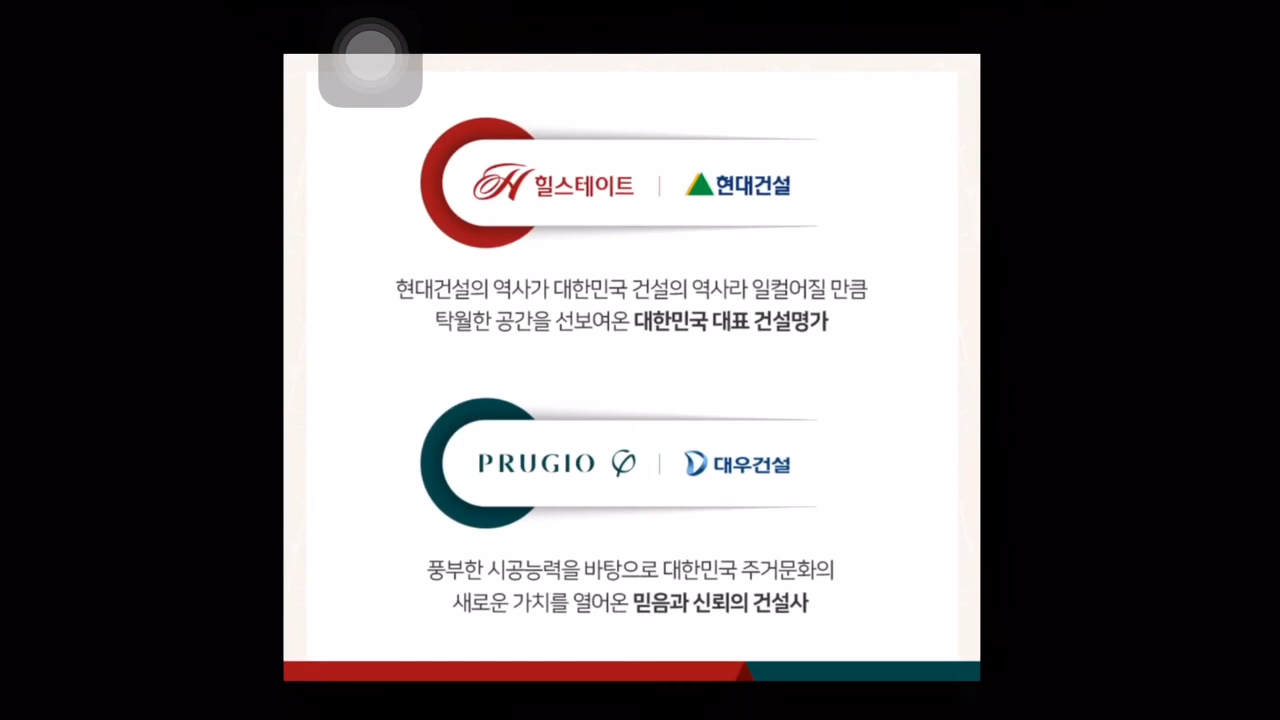 힐스테이트 현대건설
현대건설의 역사가 대한민국 건설의 역사라 일컬어질 만큼
탁월한 공간을 선보여온 대한민국 대표 건설명가
PRUGIO 대우건설
풍부한 시공능력을 바탕으로 대한민국 주거문화의
새로운 가치를 열어온 믿음과 신뢰의 건설사